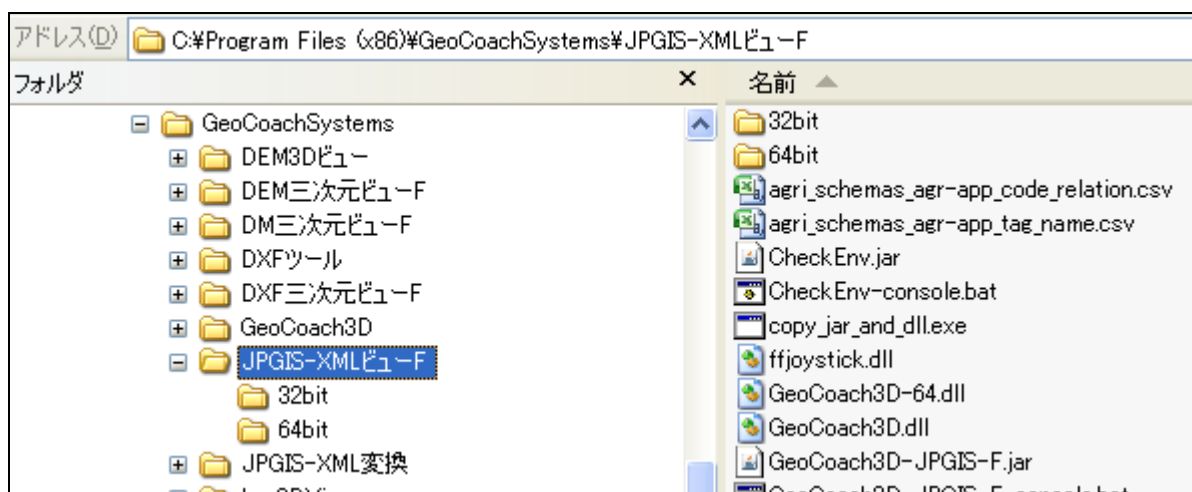 アドレス(D) C:¥Program Files (x86)¥GeoCoachSystems¥JPGIS-XMLビューF
フォルダ × 名前
GeoCoachSystems
DEM3Dビュー
DEM三次元ビューF
DM三次元ビューF
DXFツール
DXF三次元ビューF
GeoCoach3D
JPGIS-XMLビューF
32bit
64bit
JPGIS-XML変換
32bit
64bit
agri_schemas_agr-app_code_relation.csv
agri_schemas_agr-app_tag_name.csv
CheckEnv.jar
CheckEnv-console.bat
copy_jar_and_dll.exe
ffjoystick.dll
GeoCoach3D-64.dll
GeoCoach3D.dll
GeoCoach3D-JPGIS-F.jar